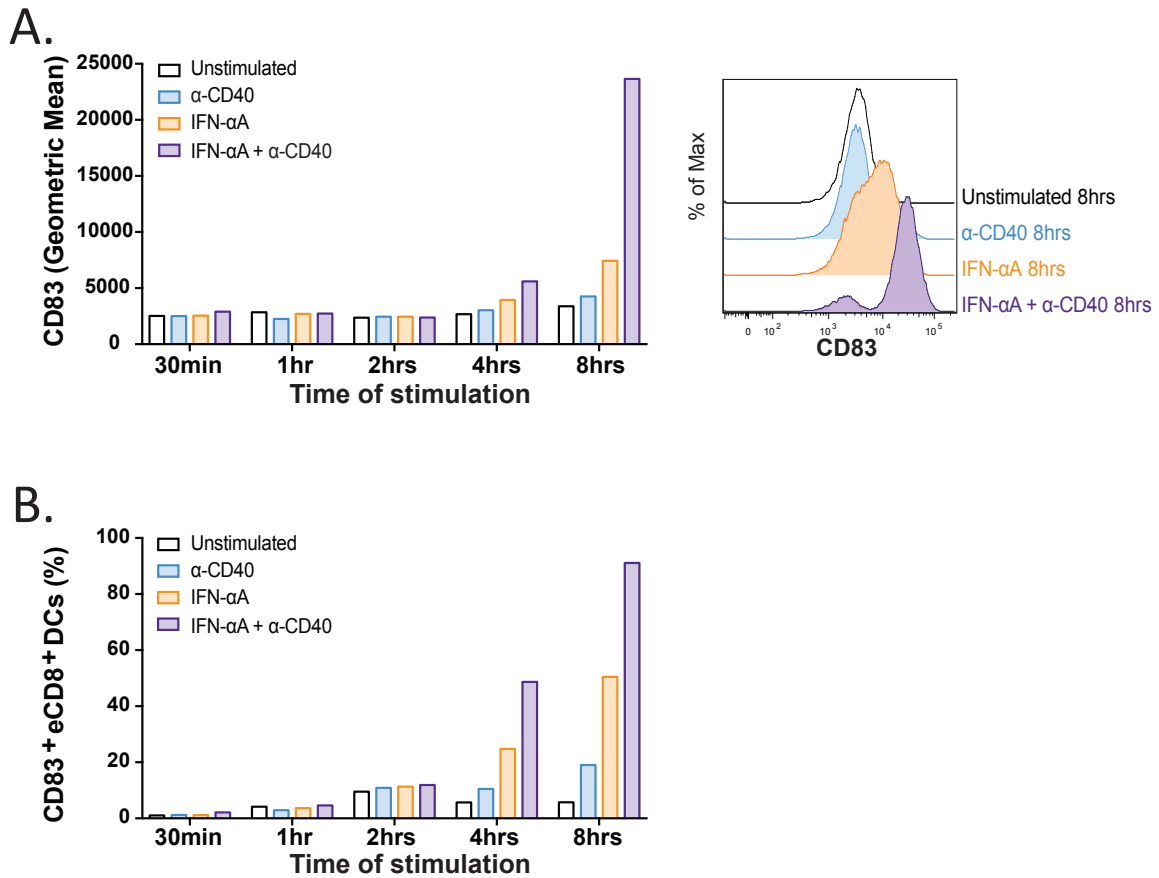 A.
CD83 (Geometric Mean)
25000
20000
15000
10000
5000
0
Unstimulated
α-CD40
IFN-αA
IFN-αA + α-CD40
30min 1hr 2hrs 4hrs 8hrs
Time of stimulation
% of Max
Unstimulated 8hrs
α-CD40 8hrs
IFN-αA 8hrs
IFN-αA + α-CD40 8hrs
0 10² 10³ 10⁴ 10⁵
CD83
B.
CD83⁺eCD8⁺DCs (%)
100
80
60
40
20
0
Unstimulated
α-CD40
IFN-αA
IFN-αA + α-CD40
30min 1hr 2hrs 4hrs 8hrs
Time of stimulation